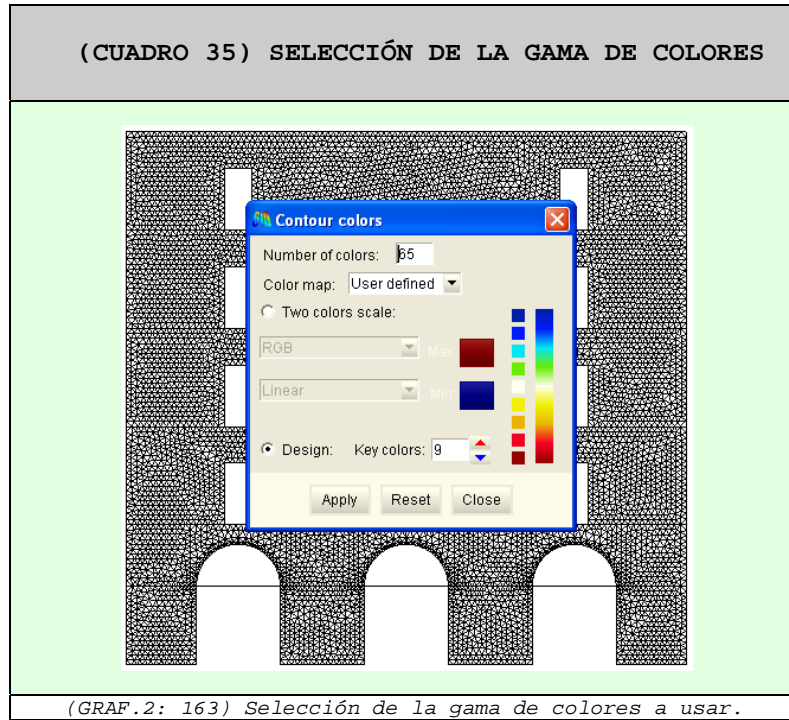 (CUADRO 35) SELECCIÓN DE LA GAMA DE COLORES
Contour colors
Number of colors: 65
Color map: User defined
Two colors scale:
RGB
Max:
Linear
Min:
Design: Key colors: 9
Apply Reset Close
(GRAF.2: 163) Selección de la gama de colores a usar.